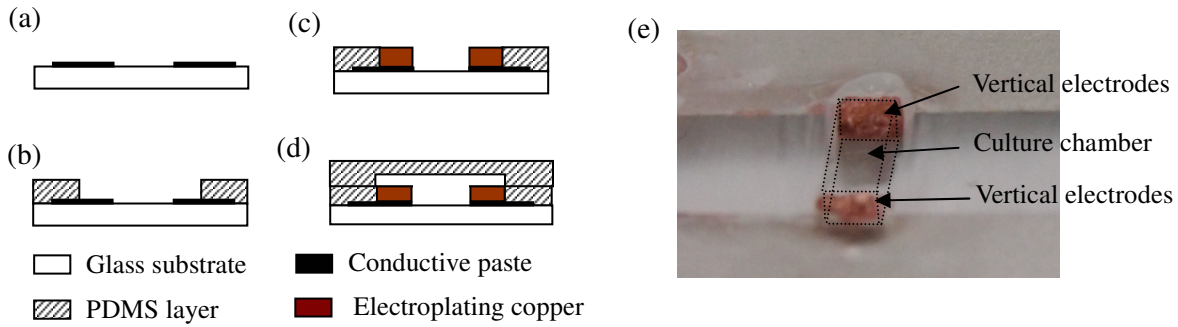 (a)
(c)
(e)
Vertical electrodes
Culture chamber
Vertical electrodes
(b)
(d)
Glass substrate
Conductive paste
PDMS layer
Electroplating copper